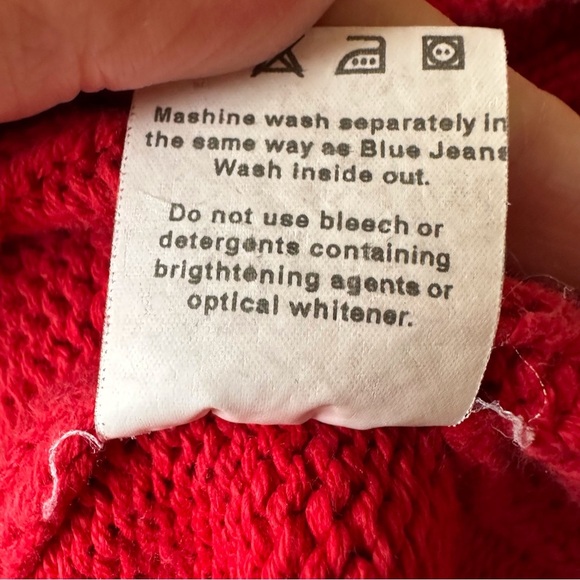 Mashine wash separately in
the same way as Blue Jeans
Wash inside out.
Do not use bleech or
detergents containing
brigthtening agents or
optical whitener.